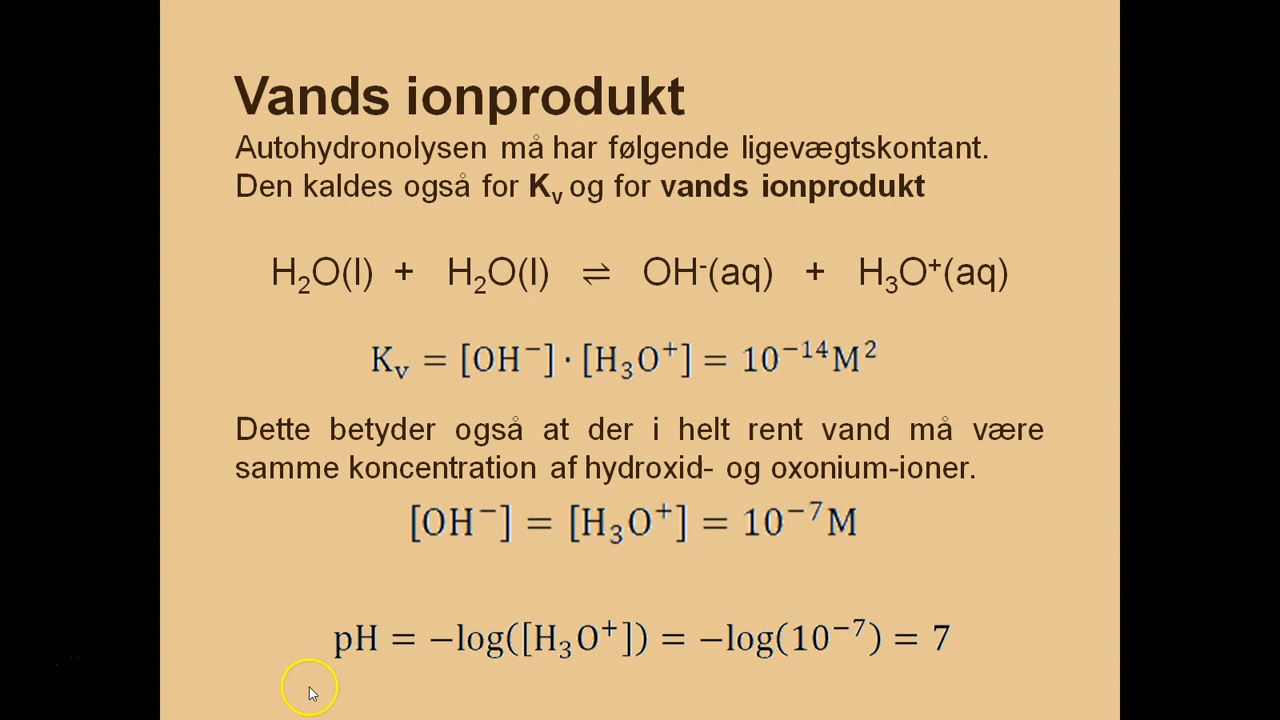 Vands ionprodukt
Autohydronolysen må har følgende ligevægtskontant.
Den kaldes også for Kᵥ og for vands ionprodukt
H₂O(l) + H₂O(l) ⇌ OH⁻(aq) + H₃O⁺(aq)
Kᵥ = [OH⁻] · [H₃O⁺] = 10⁻¹⁴M²
Dette betyder også at der i helt rent vand må være
samme koncentration af hydroxid- og oxonium-ioner.
[OH⁻] = [H₃O⁺] = 10⁻⁷M
pH = −log([H₃O⁺]) = −log(10⁻⁷) = 7